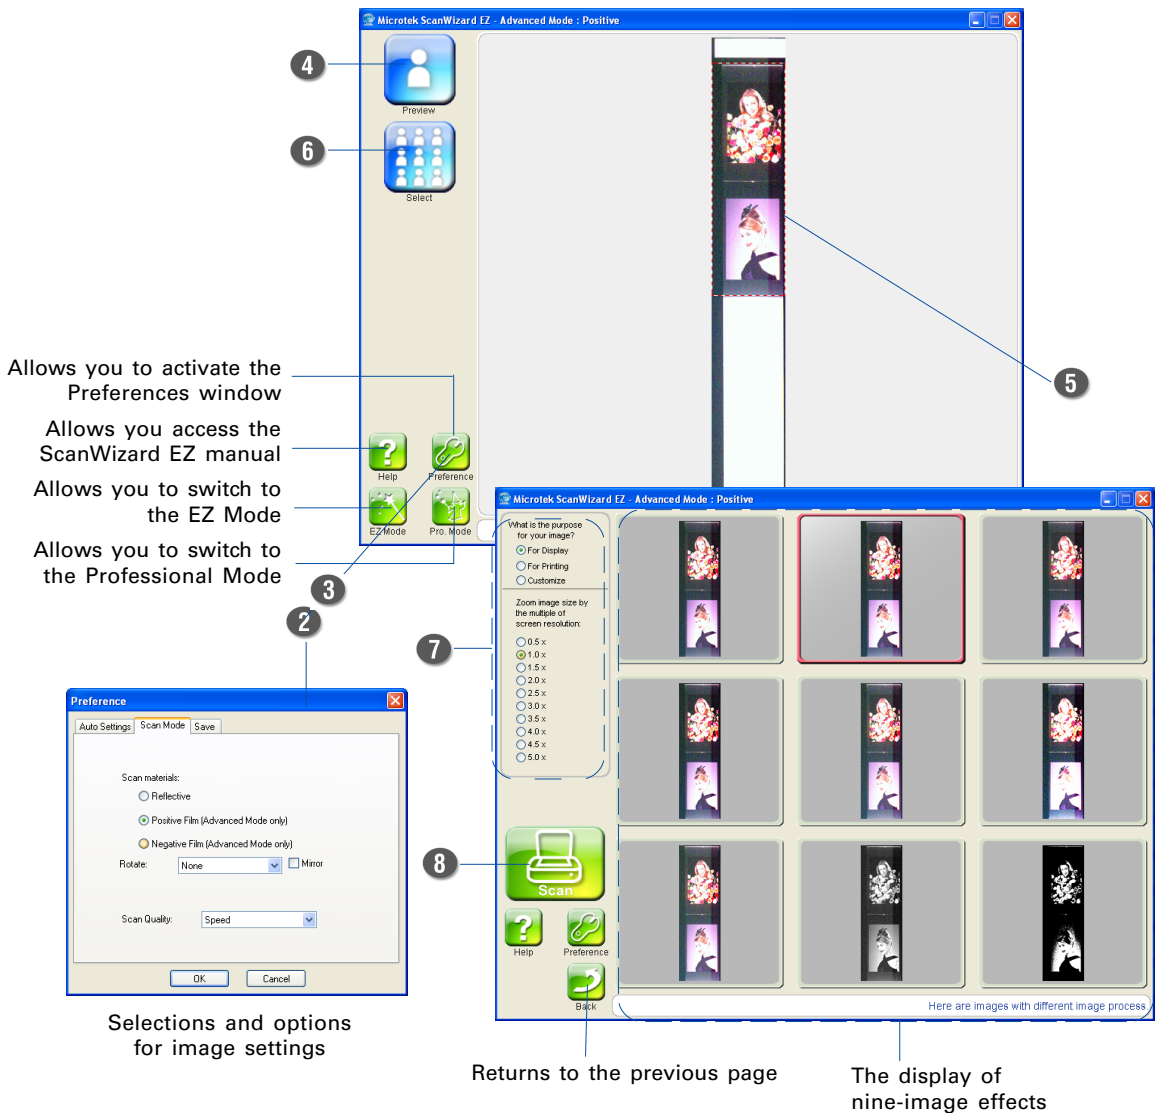 Microtek ScanWizard EZ - Advanced Mode : Positive
4
Preview
6
Select
5
Allows you to activate the
Preferences window
Allows you access the
ScanWizard EZ manual
Allows you to switch to
the EZ Mode
Allows you to switch to
the Professional Mode
Help
Preference
EZ Mode
Pro. Mode
3
2
Preference
Auto Settings
Scan Mode
Save
Scan materials:
Reflective
Positive Film (Advanced Mode only)
Negative Film (Advanced Mode only)
Rotate:
None
Mirror
Scan Quality:
Speed
OK
Cancel
Selections and options
for image settings
Microtek ScanWizard EZ - Advanced Mode : Positive
What is the purpose
for your image?
For Display
For Printing
Customize
Zoom image size by
the multiple of
screen resolution:
0.5 x
1.0 x
1.5 x
2.0 x
2.5 x
3.0 x
3.5 x
4.0 x
4.5 x
5.0 x
7
8
Scan
Help
Preference
Back
Here are images with different image process.
Returns to the previous page
The display of
nine-image effects